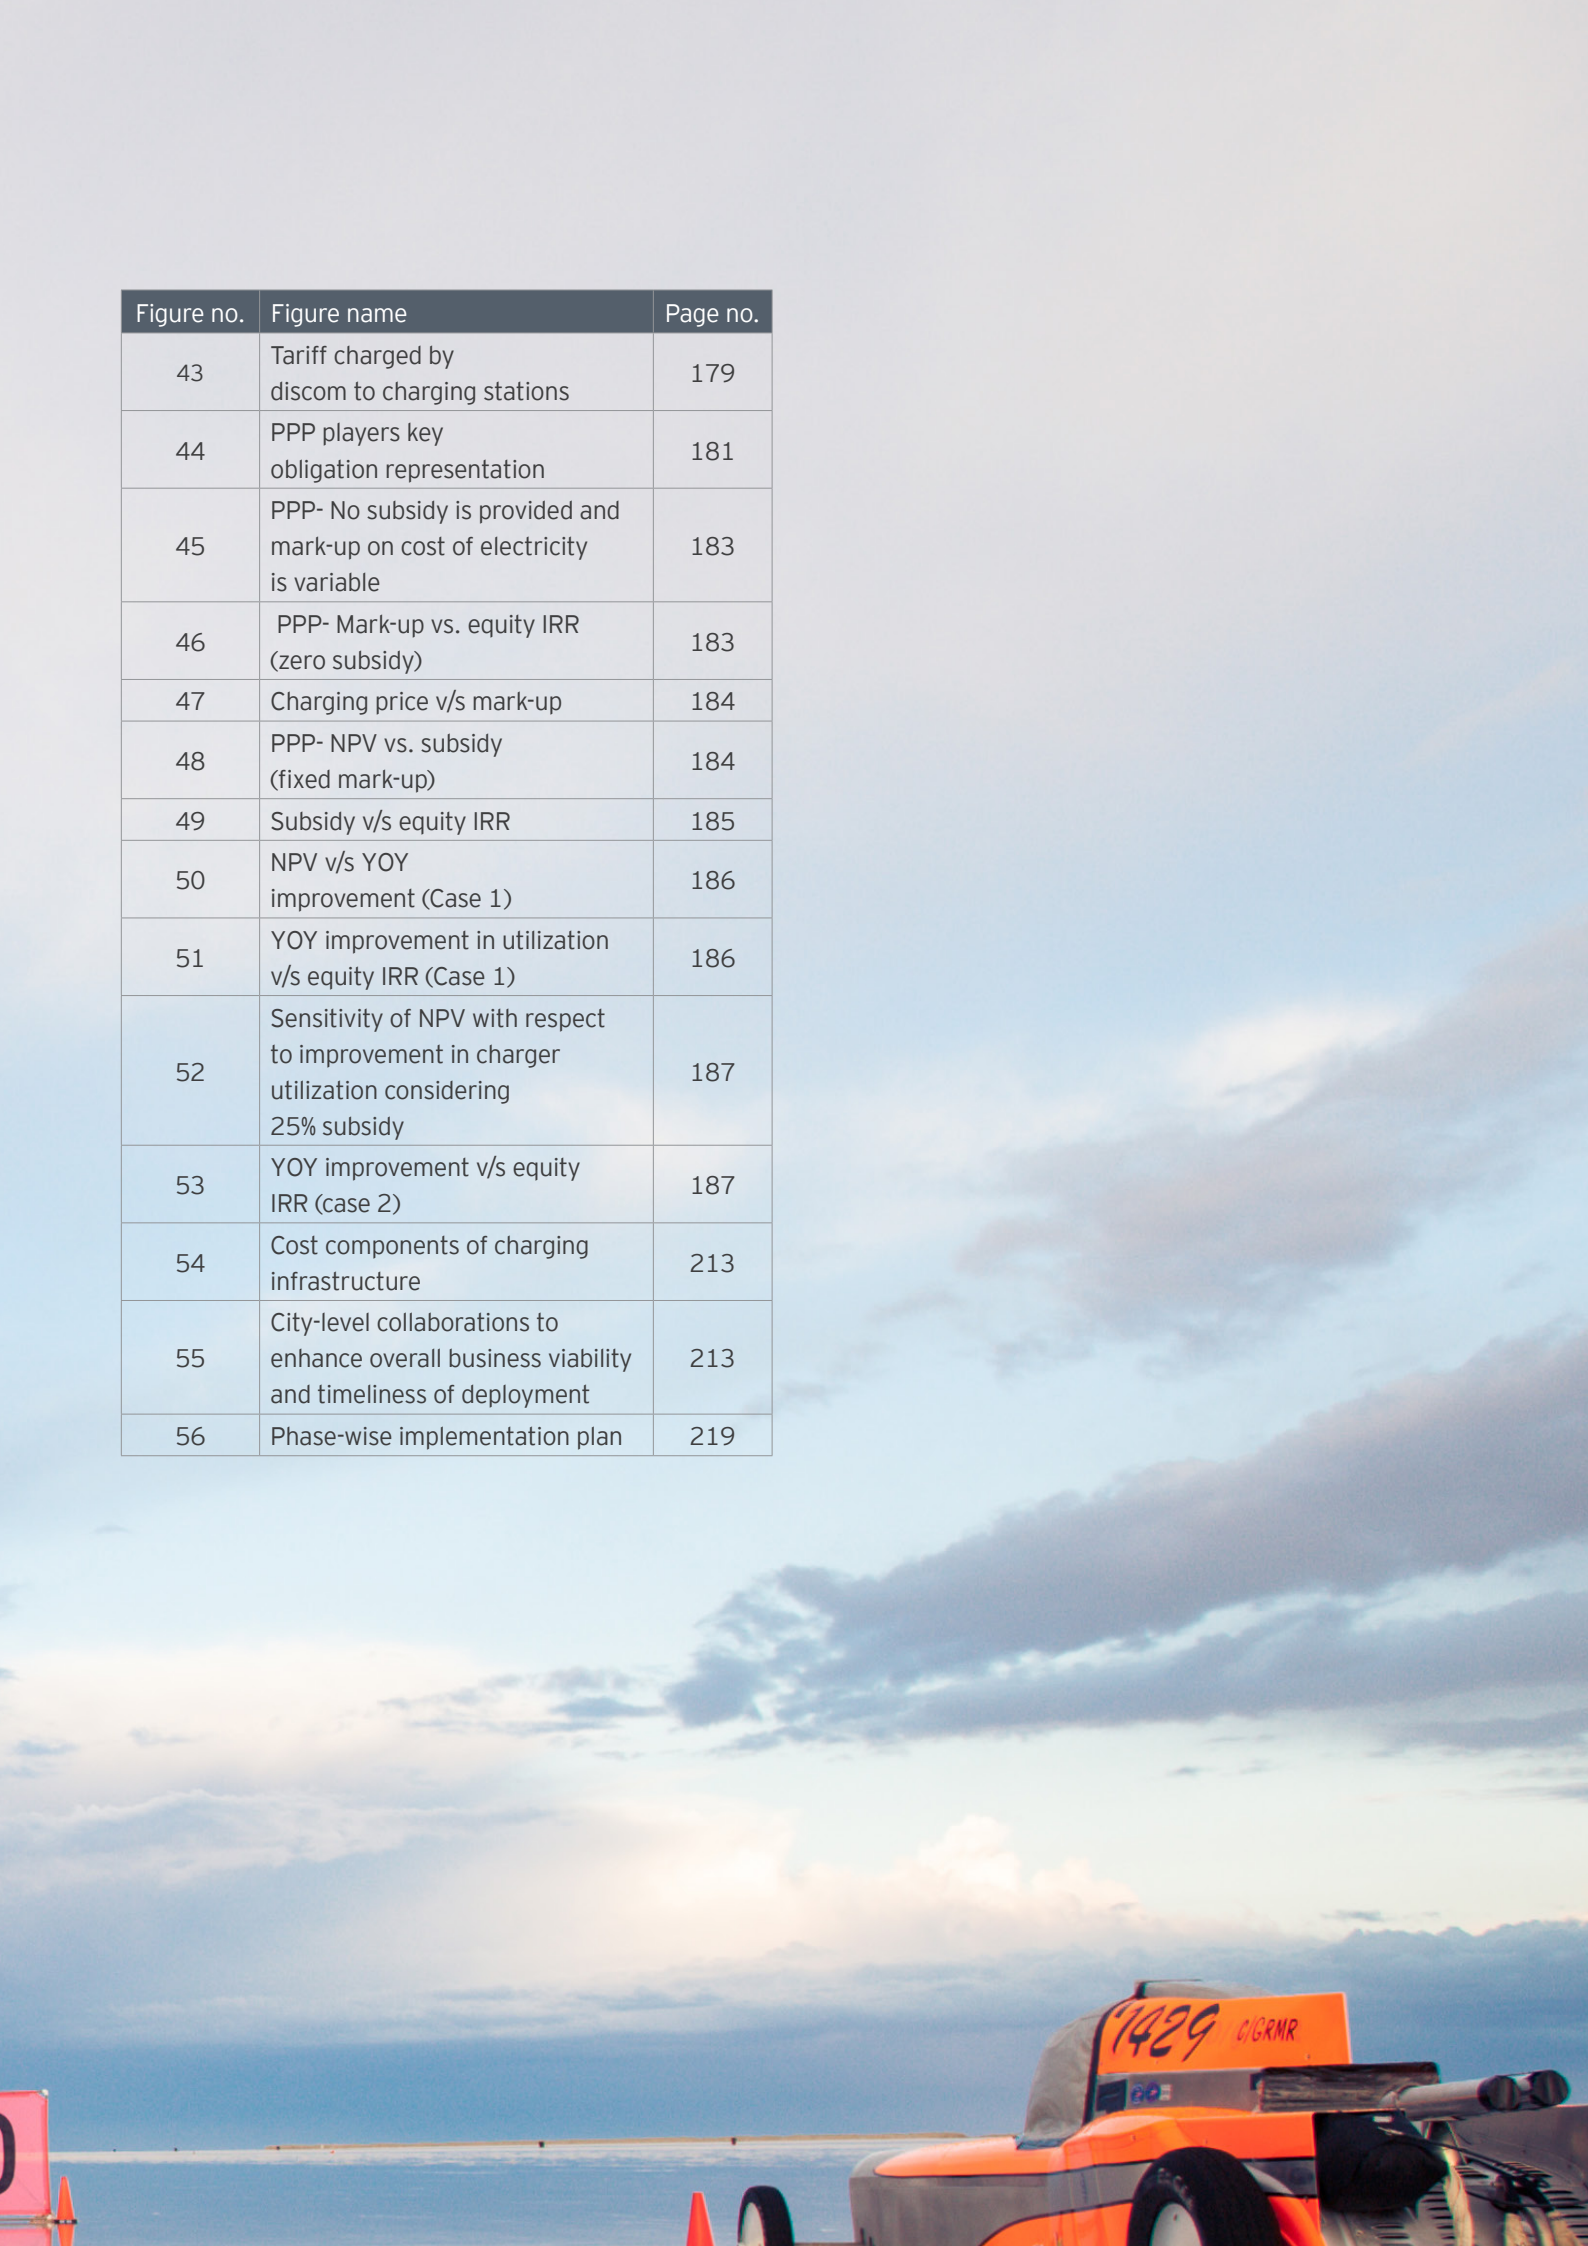 Figure no. Figure name Page no.
43 Tariff charged by
discom to charging stations 179
44 PPP players key
obligation representation 181
45 PPP- No subsidy is provided and
mark-up on cost of electricity
is variable 183
46 PPP- Mark-up vs. equity IRR
(zero subsidy) 183
47 Charging price v/s mark-up 184
48 PPP- NPV vs. subsidy
(fixed mark-up) 184
49 Subsidy v/s equity IRR 185
50 NPV v/s YOY
improvement (Case 1) 186
51 YOY improvement in utilization
v/s equity IRR (Case 1) 186
52 Sensitivity of NPV with respect
to improvement in charger
utilization considering
25% subsidy 187
53 YOY improvement v/s equity
IRR (case 2) 187
54 Cost components of charging
infrastructure 213
55 City-level collaborations to
enhance overall business viability
and timeliness of deployment 213
56 Phase-wise implementation plan 219
1429 C/GRMR